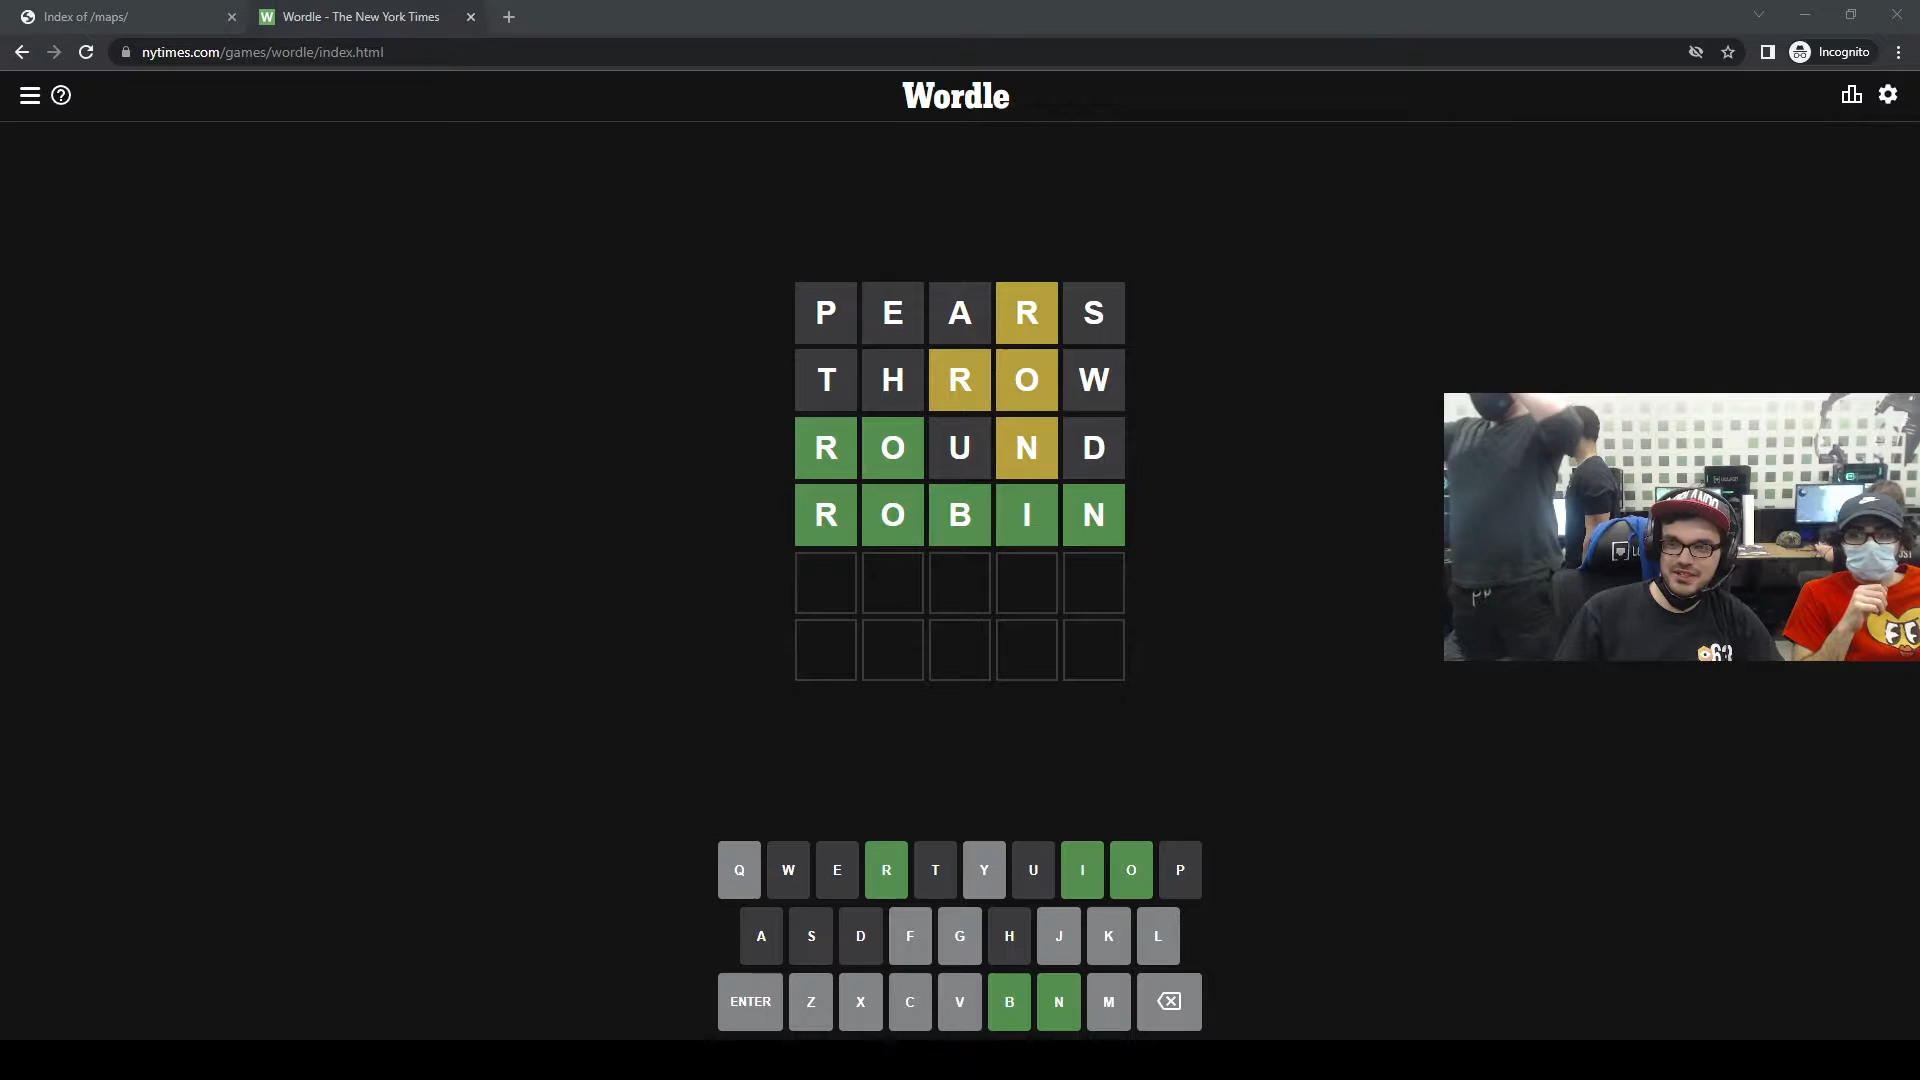 Index of /maps/
W Wordle - The New York Times
nytimes.com/games/wordle/index.html
Incognito
Wordle
P E A R S
T H R O W
R O U N D
R O B I N
Q W E R T Y U I O P
A S D F G H J K L
ENTER Z X C V B N M